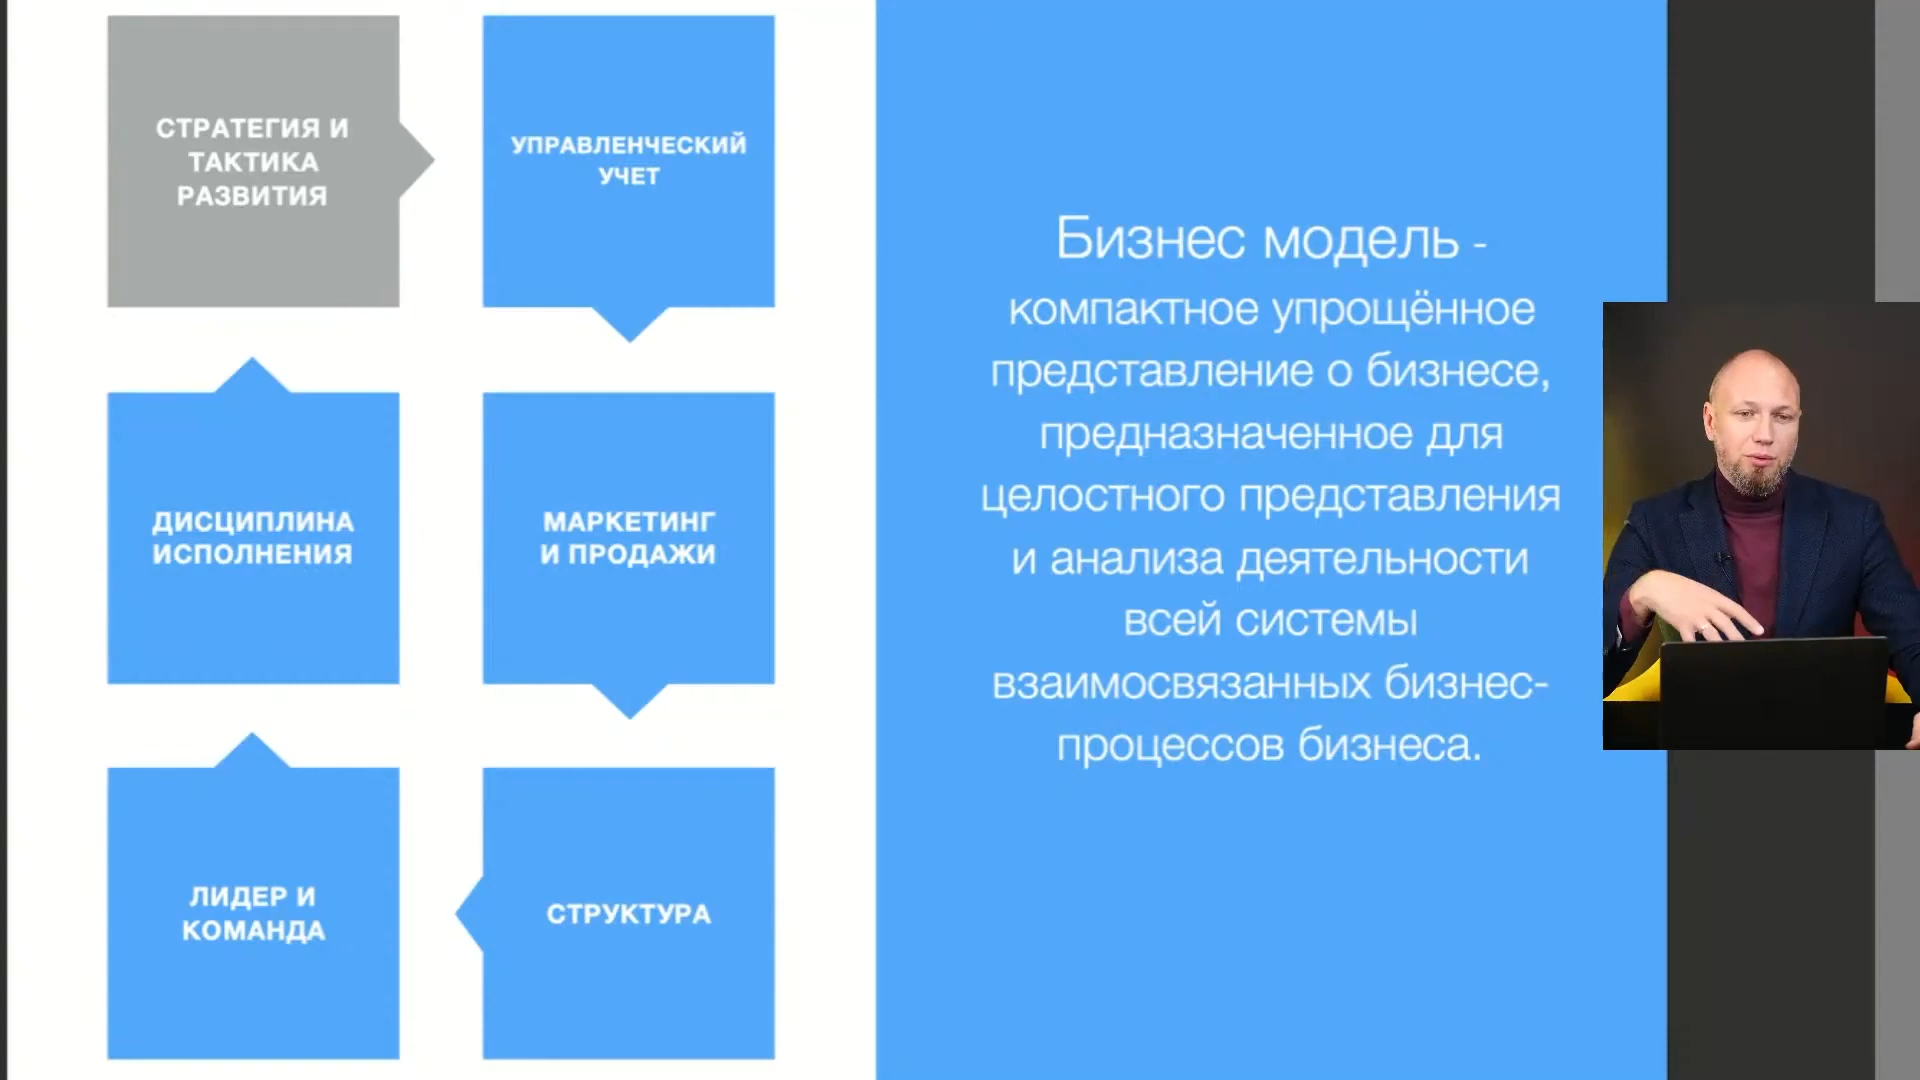 СТРАТЕГИЯ И
ТАКТИКА
РАЗВИТИЯ
УПРАВЛЕНЧЕСКИЙ
УЧЕТ
ДИСЦИПЛИНА
ИСПОЛНЕНИЯ
МАРКЕТИНГ
И ПРОДАЖИ
ЛИДЕР И
КОМАНДА
СТРУКТУРА
Бизнес модель -
компактное упрощённое
представление о бизнесе,
предназначенное для
целостного представления
и анализа деятельности
всей системы
взаимосвязанных бизнес-
процессов бизнеса.